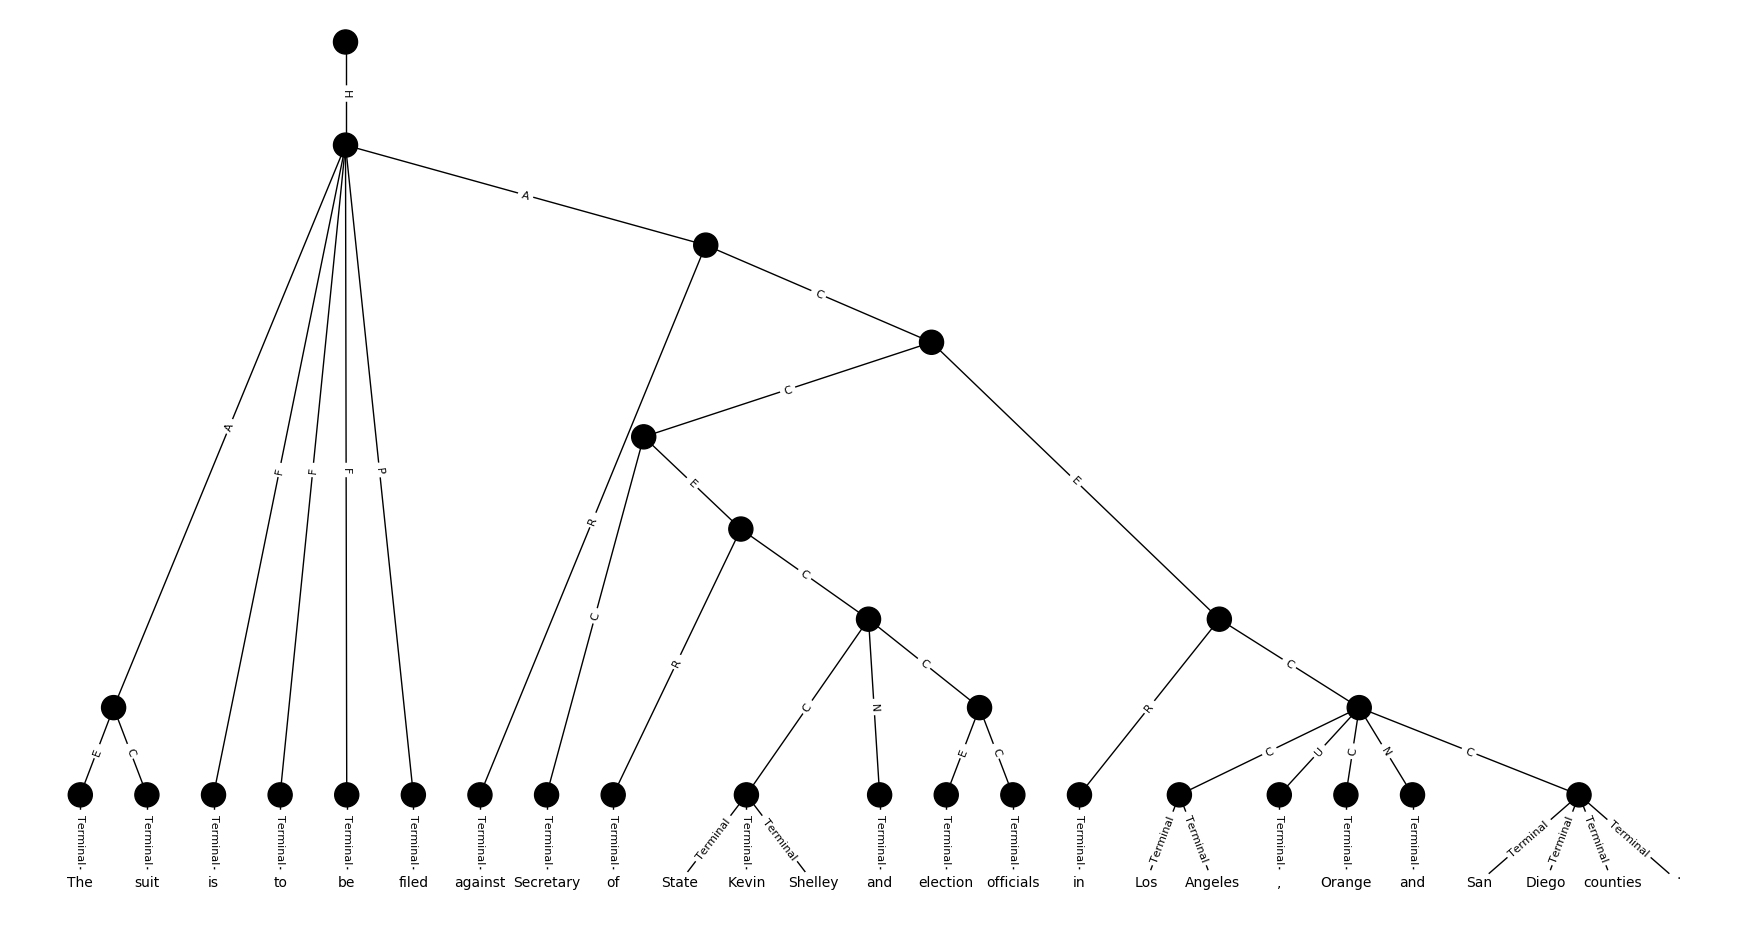 H
A
C
C
A
F
F
F
P
E
E
R
C
C
R
C
N
C
C
R
E
C
E
C
C
U
C
N
C
Terminal Terminal Terminal Terminal Terminal Terminal Terminal Terminal Terminal Terminal Terminal Terminal Terminal Terminal Terminal Terminal Terminal Terminal Terminal Terminal Terminal Terminal Terminal Terminal Terminal
The suit is to be filed against Secretary of State Kevin Shelley and election officials in Los Angeles , Orange and San Diego counties .